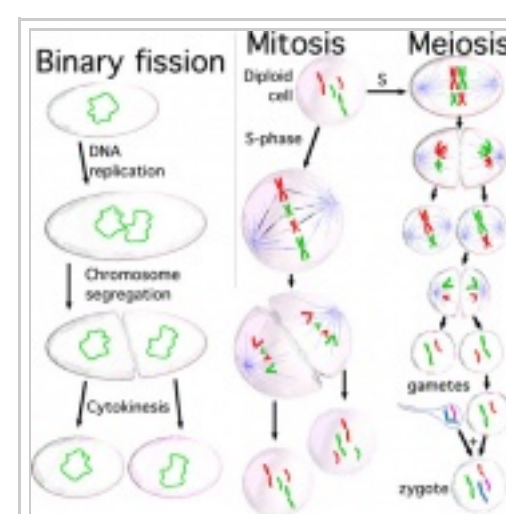 Binary fission
DNA
replication
Chromosome
segregation
Cytokinesis
Mitosis
Diploid
cell
S-phase
S
Meiosis
gametes
+
zygote